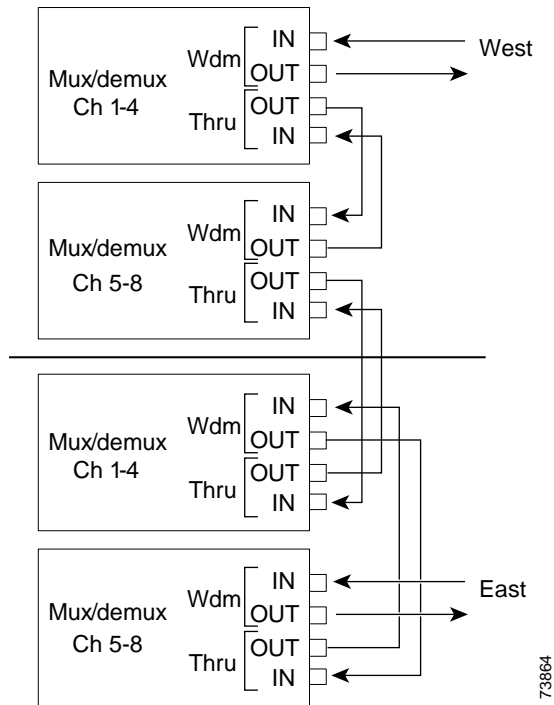 Mux/demux
Ch 1-4
Wdm
IN
OUT
Thru
OUT
IN
West
Mux/demux
Ch 5-8
Wdm
IN
OUT
Thru
OUT
IN
Mux/demux
Ch 1-4
Wdm
IN
OUT
Thru
OUT
IN
Mux/demux
Ch 5-8
Wdm
IN
OUT
Thru
OUT
IN
East
73864